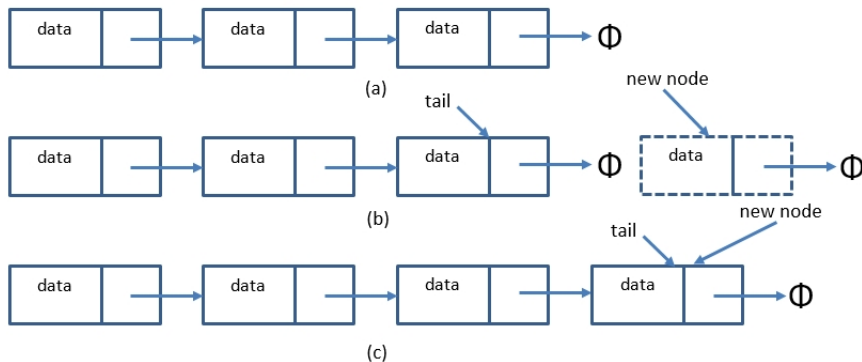 data data data Φ
(a)
new node
tail
data data data Φ data Φ
(b)
new node
tail
data data data data Φ
(c)